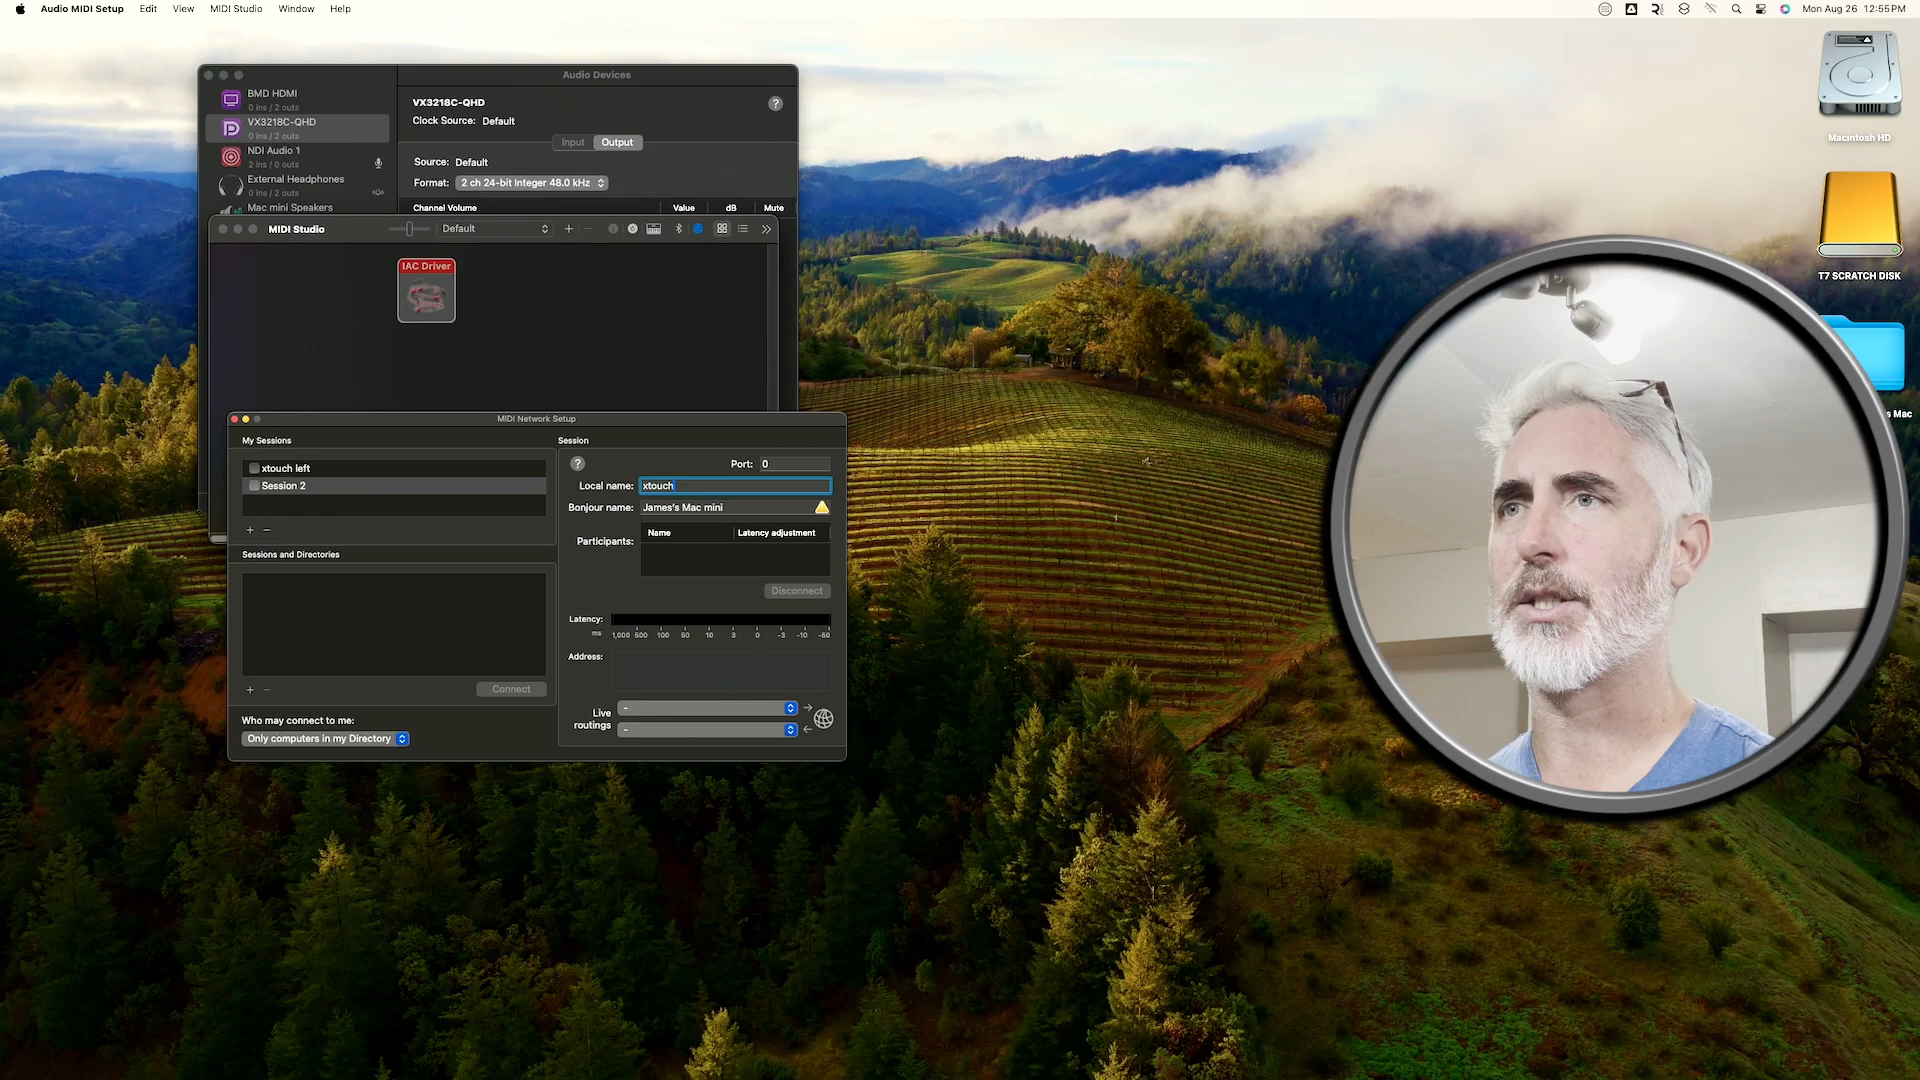 Audio MIDI Setup Edit View MIDI Studio Window Help
Mon Aug 26 12:55 PM
Macintosh HD
T7 SCRATCH DISK
s Mac
Audio Devices
BMD HDMI
0 ins / 2 outs
VX3218C-QHD
0 ins / 2 outs
NDI Audio 1
2 ins / 0 outs
External Headphones
0 ins / 2 outs
Mac mini Speakers
VX3218C-QHD
?
Clock Source: Default
Input Output
Source: Default
Format: 2 ch 24-bit Integer 48.0 kHz
Channel Volume Value dB Mute
MIDI Studio Default
IAC Driver
MIDI Network Setup
My Sessions
xtouch left
Session 2
+ −
Sessions and Directories
+ −
Connect
Who may connect to me:
Only computers in my Directory
Session
? Port: 0
Local name: xtouch
Bonjour name: James's Mac mini
Participants: Name Latency adjustment
Disconnect
Latency:
ms 1,000 500 100 50 10 3 0 -3 -10 -50
Address:
Live
routings
-
-